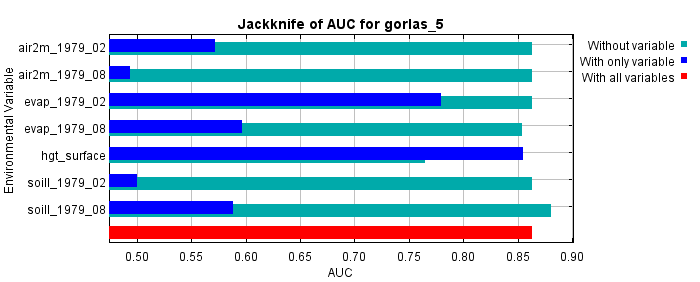 Jackknife of AUC for gorlas_5
Environmental Variable
air2m_1979_02
air2m_1979_08
evap_1979_02
evap_1979_08
hgt_surface
soill_1979_02
soill_1979_08
0.50 0.55 0.60 0.65 0.70 0.75 0.80 0.85 0.90
AUC
Without variable
With only variable
With all variables